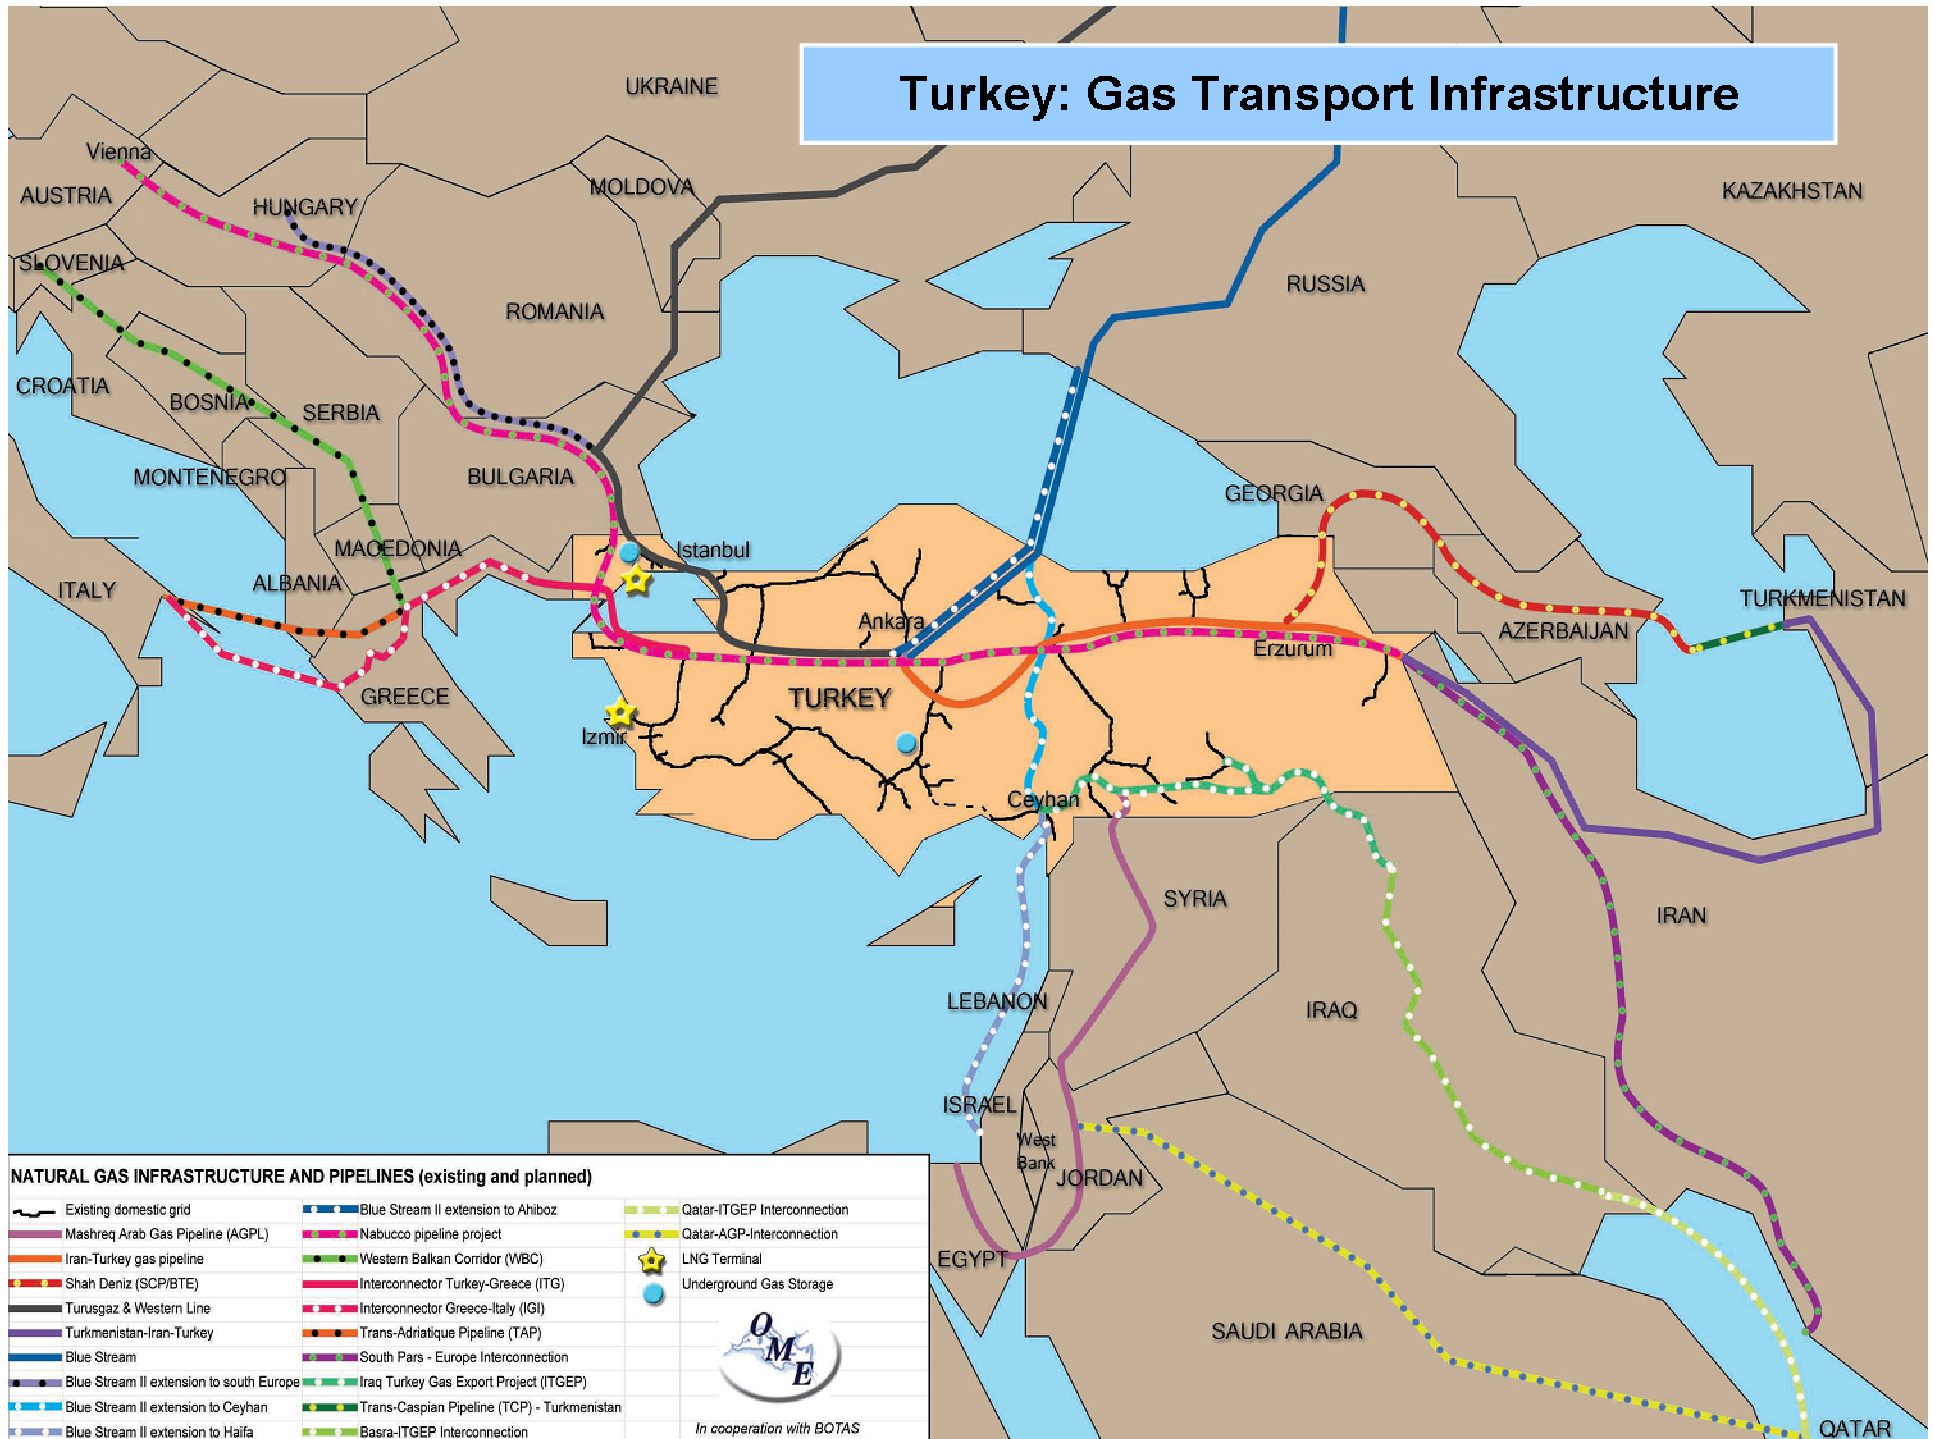 Turkey: Gas Transport Infrastructure
UKRAINE
Vienna
AUSTRIA
HUNGARY
MOLDOVA
KAZAKHSTAN
SLOVENIA
ROMANIA
RUSSIA
CROATIA
BOSNIA
SERBIA
MONTENEGRO
BULGARIA
GEORGIA
MACEDONIA
Istanbul
ITALY
ALBANIA
Ankara
TURKMENISTAN
AZERBAIJAN
Erzurum
GREECE
TURKEY
Izmir
Ceyhan
SYRIA
IRAN
LEBANON
IRAQ
ISRAEL
West
Bank
JORDAN
EGYPT
SAUDI ARABIA
QATAR
NATURAL GAS INFRASTRUCTURE AND PIPELINES (existing and planned)
Existing domestic grid
Mashreq Arab Gas Pipeline (AGPL)
Iran-Turkey gas pipeline
Shah Deniz (SCP/BTE)
Turusgaz & Western Line
Turkmenistan-Iran-Turkey
Blue Stream
Blue Stream II extension to south Europe
Blue Stream II extension to Ceyhan
Blue Stream II extension to Haifa
Blue Stream II extension to Ahiboz
Nabucco pipeline project
Western Balkan Corridor (WBC)
Interconnector Turkey-Greece (ITG)
Interconnector Greece-Italy (IGI)
Trans-Adriatique Pipeline (TAP)
South Pars - Europe Interconnection
Iraq Turkey Gas Export Project (ITGEP)
Trans-Caspian Pipeline (TCP) - Turkmenistan
Basra-ITGEP Interconnection
Qatar-ITGEP Interconnection
Qatar-AGP-Interconnection
LNG Terminal
Underground Gas Storage
OME
In cooperation with BOTAS